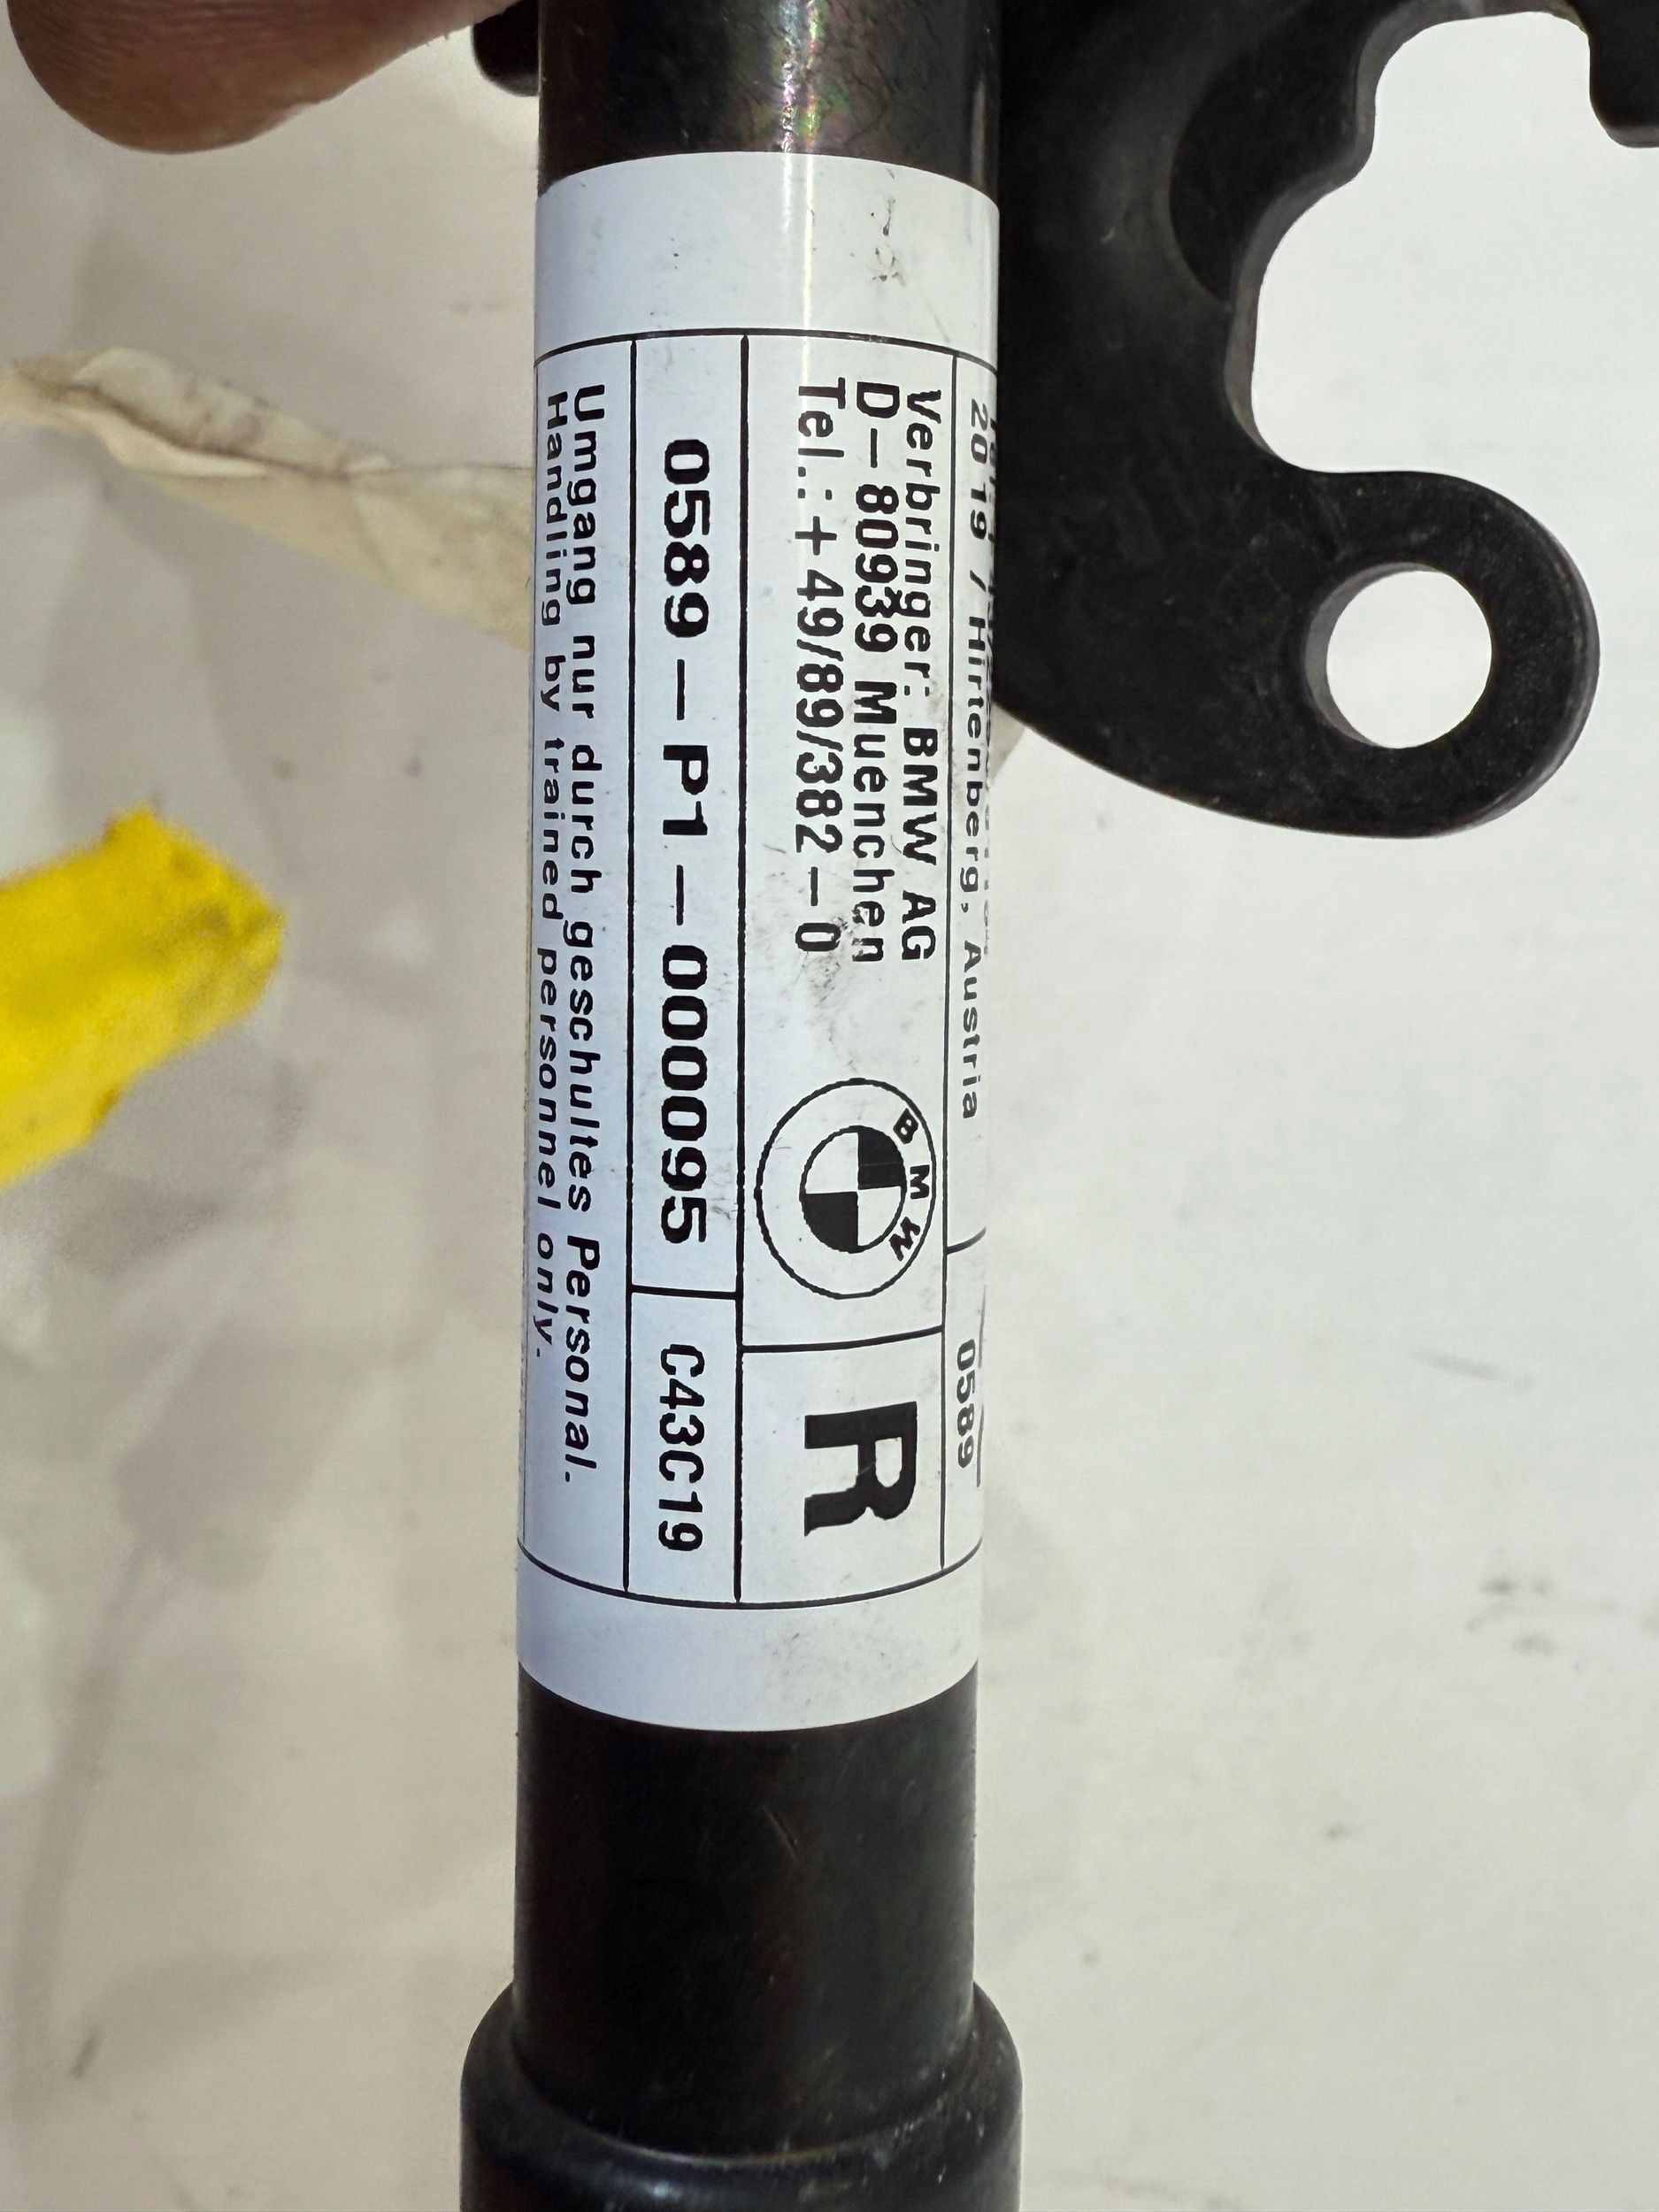 2019 / Hirtenberg, Austria
0589
Verbringer: BMW AG
D-80939 Muenchen
Tel.: +49/89/382-0
BMW
R
0589-P1-000095
C43C19
Umgang nur durch geschultes Personal.
Handling by trained personnel only.